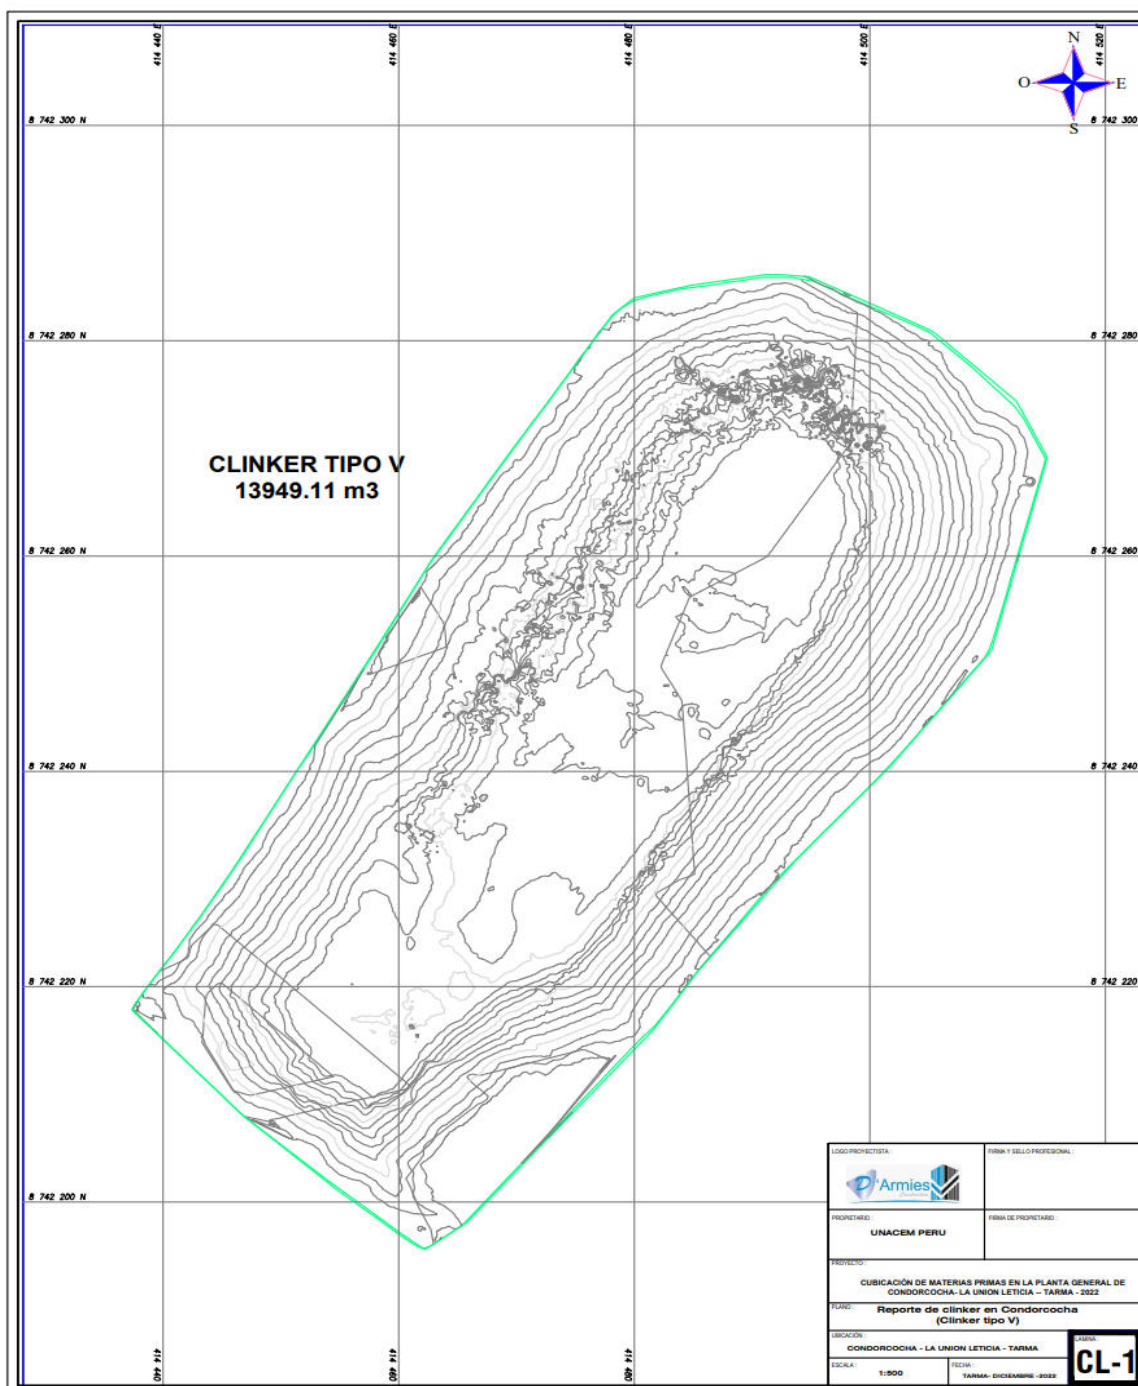 414 440 E
414 460 E
414 480 E
414 500 E
414 520 E
N
O
E
S
8 742 300 N
8 742 300
8 742 280 N
8 742 280
CLINKER TIPO V
13949.11 m3
8 742 260 N
8 742 260
8 742 240 N
8 742 240
8 742 220 N
8 742 220
8 742 200 N
414 440
414 460
414 480
LOGO PROYECTISTA :
FIRMA Y SELLO PROFESIONAL :
D'Armies
PROPIETARIO :
UNACEM PERU
FIRMA DE PROPIETARIO :
PROYECTO :
CUBICACIÓN DE MATERIAS PRIMAS EN LA PLANTA GENERAL DE
CONDORCOCHA- LA UNION LETICIA – TARMA - 2022
PLANO :
Reporte de clinker en Condorcocha
(Clinker tipo V)
UBICACIÓN :
CONDORCOCHA - LA UNION LETICIA - TARMA
LAMINA :
CL-1
ESCALA :
1:500
FECHA :
TARMA- DICIEMBRE -2022